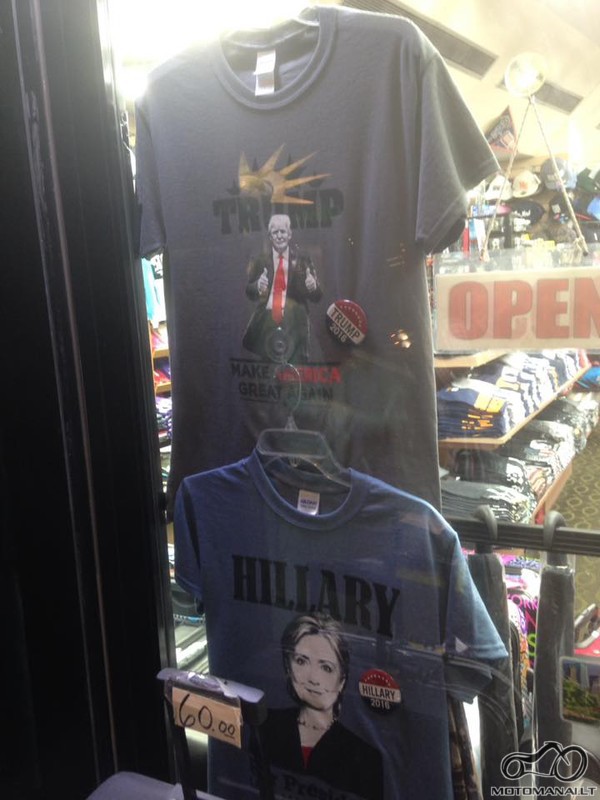 TRUMP
TRUMP
2016
MAKE AMERICA
GREAT AGAIN
OPEN
HILLARY
HILLARY
2016
60.00
MOTOMANAI.LT